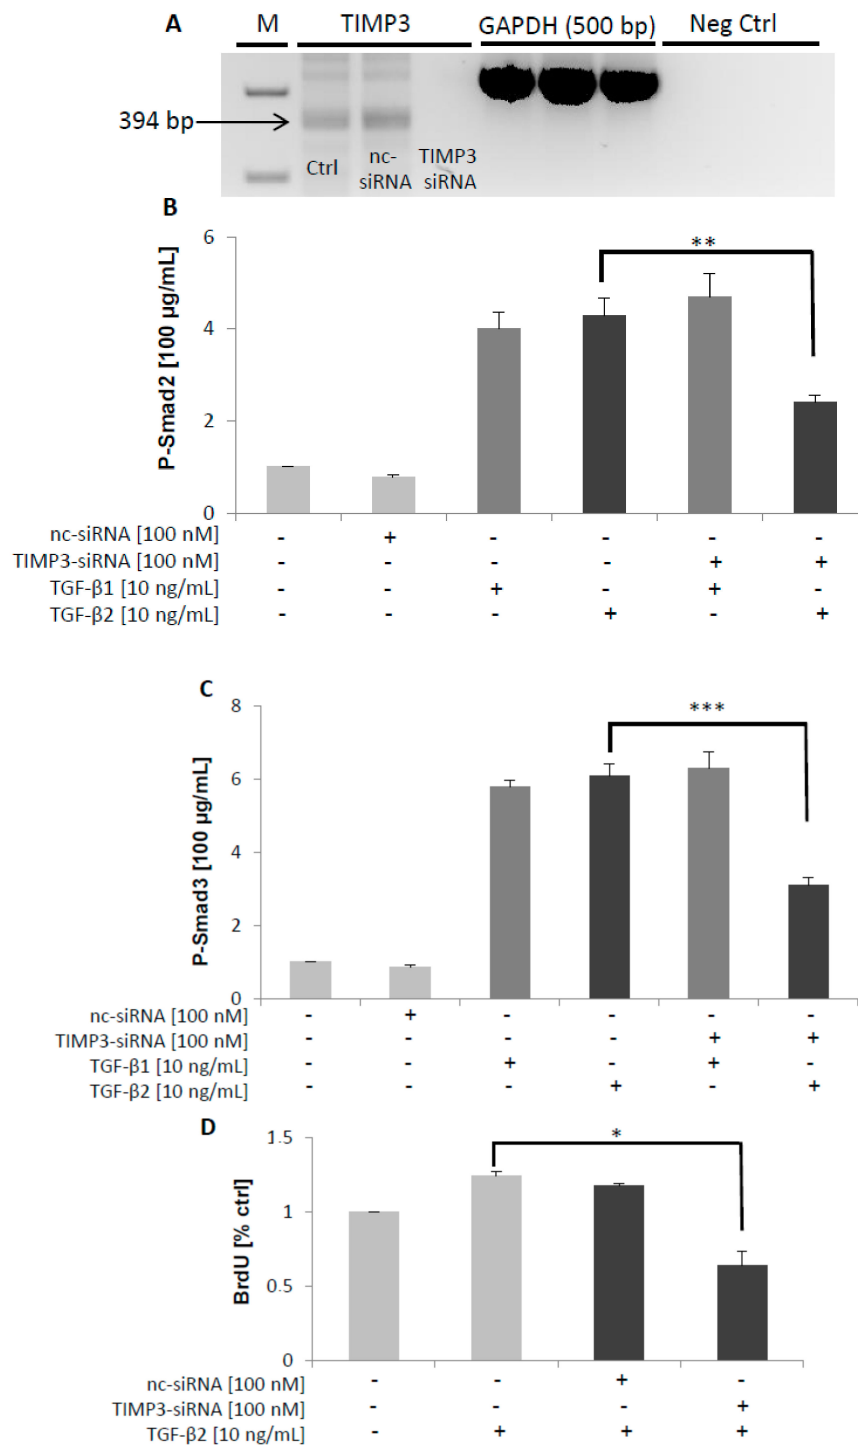 A M TIMP3 GAPDH (500 bp) Neg Ctrl
394 bp
Ctrl nc-siRNA TIMP3 siRNA
B
P-Smad2 [100 µg/mL]
6
**
4
2
0
nc-siRNA [100 nM] - + - - - -
TIMP3-siRNA [100 nM] - - - - + +
TGF-β1 [10 ng/mL] - - + - + -
TGF-β2 [10 ng/mL] - - - + - +
C
P-Smad3 [100 µg/mL]
8
***
6
4
2
0
nc-siRNA [100 nM] - + - - - -
TIMP3-siRNA [100 nM] - - - - + +
TGF-β1 [10 ng/mL] - - + - + -
TGF-β2 [10 ng/mL] - - - + - +
D
BrdU [% ctrl]
1.5
*
1
0.5
0
nc-siRNA [100 nM] - - + -
TIMP3-siRNA [100 nM] - - - +
TGF-β2 [10 ng/mL] - + + +